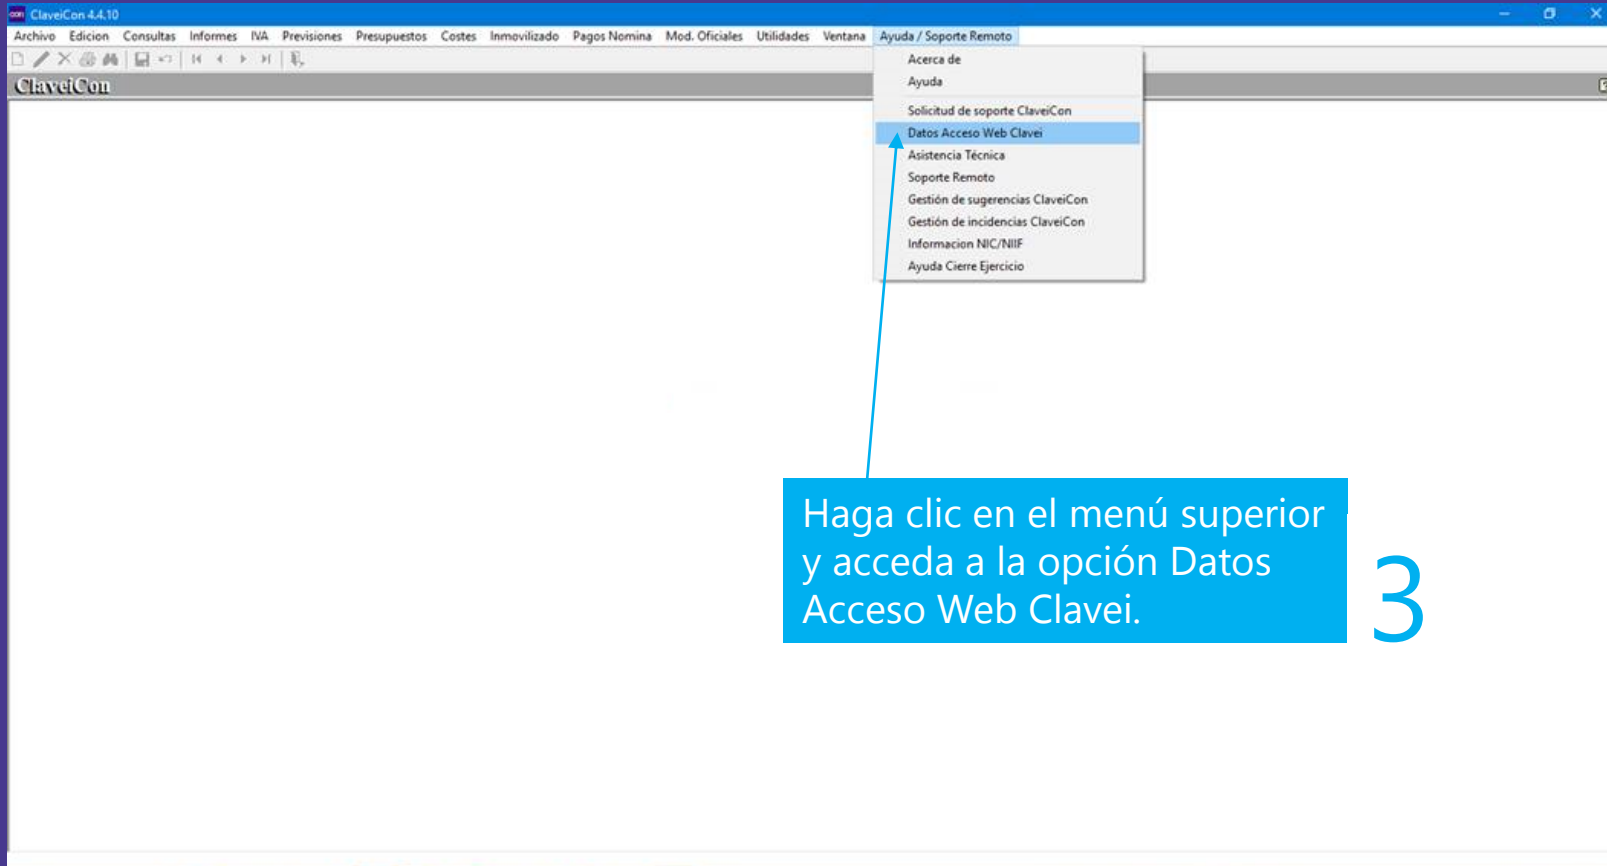 con ClaveiCon 4.4.10
Archivo Edicion Consultas Informes IVA Previsiones Presupuestos Costes Inmovilizado Pagos Nomina Mod. Oficiales Utilidades Ventana Ayuda / Soporte Remoto
ClaveiCon
Acerca de
Ayuda
Solicitud de soporte ClaveiCon
Datos Acceso Web Clavei
Asistencia Técnica
Soporte Remoto
Gestión de sugerencias ClaveiCon
Gestión de incidencias ClaveiCon
Informacion NIC/NIIF
Ayuda Cierre Ejercicio
Haga clic en el menú superior
y acceda a la opción Datos
Acceso Web Clavei.
3